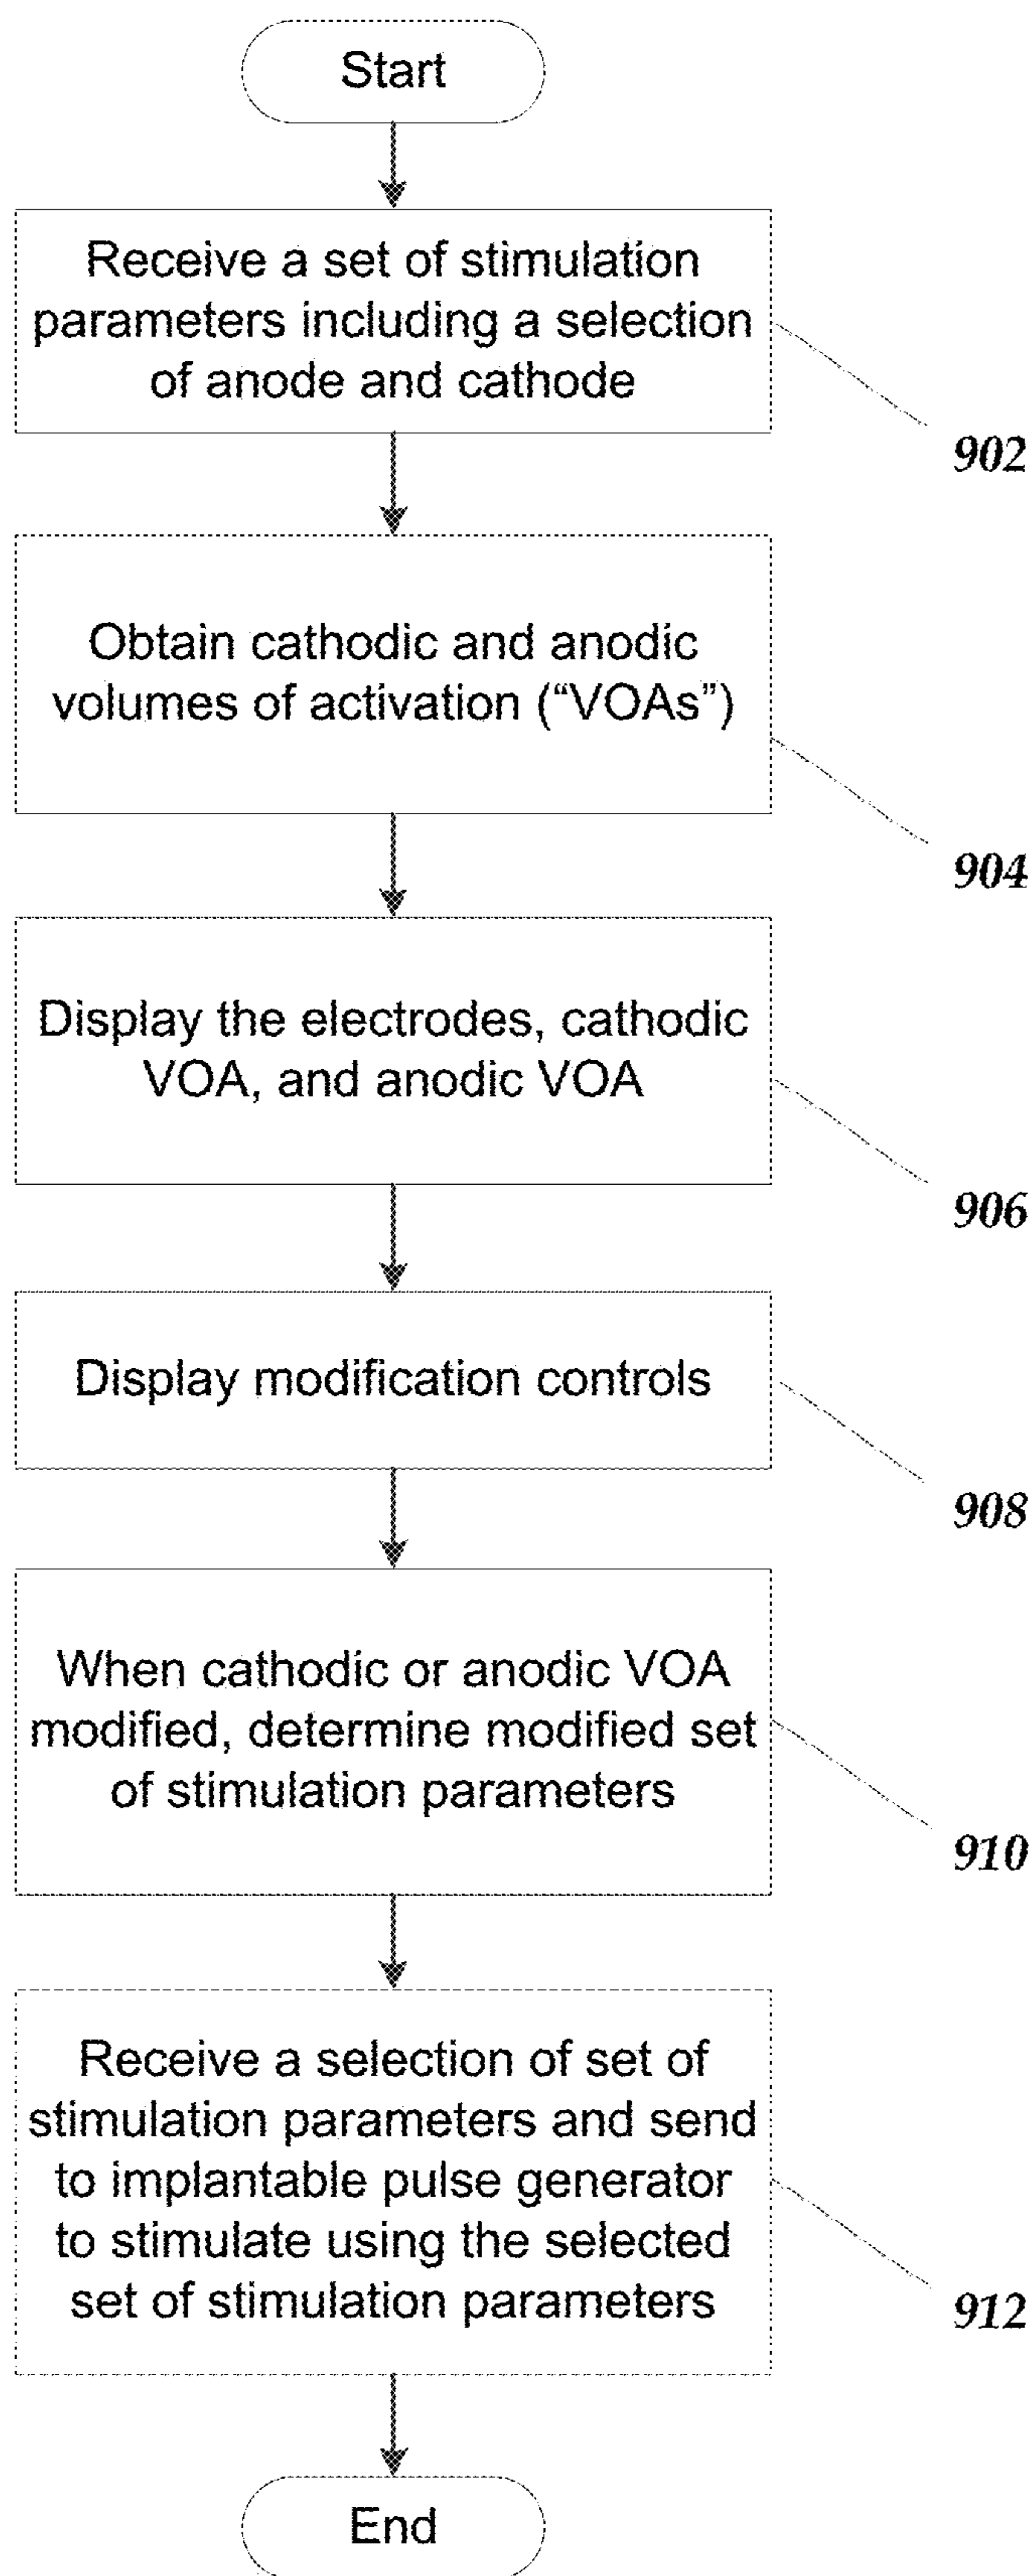 Start
Receive a set of stimulation
parameters including a selection
of anode and cathode
902
Obtain cathodic and anodic
volumes of activation (“VOAs”)
904
Display the electrodes, cathodic
VOA, and anodic VOA
906
Display modification controls
908
When cathodic or anodic VOA
modified, determine modified set
of stimulation parameters
910
Receive a selection of set of
stimulation parameters and send
to implantable pulse generator
to stimulate using the selected
set of stimulation parameters
912
End